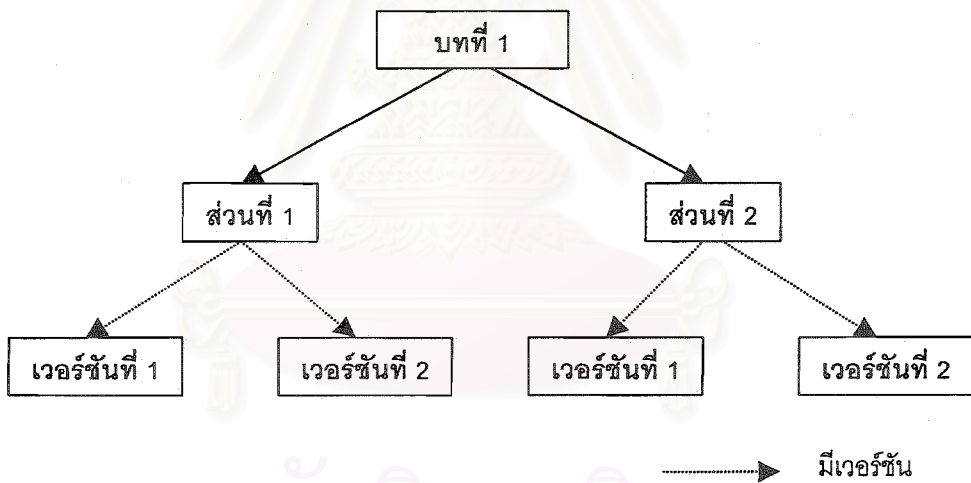 บทที่ 1
ส่วนที่ 1
ส่วนที่ 2
เวอร์ชันที่ 1
เวอร์ชันที่ 2
เวอร์ชันที่ 1
เวอร์ชันที่ 2
มีเวอร์ชัน